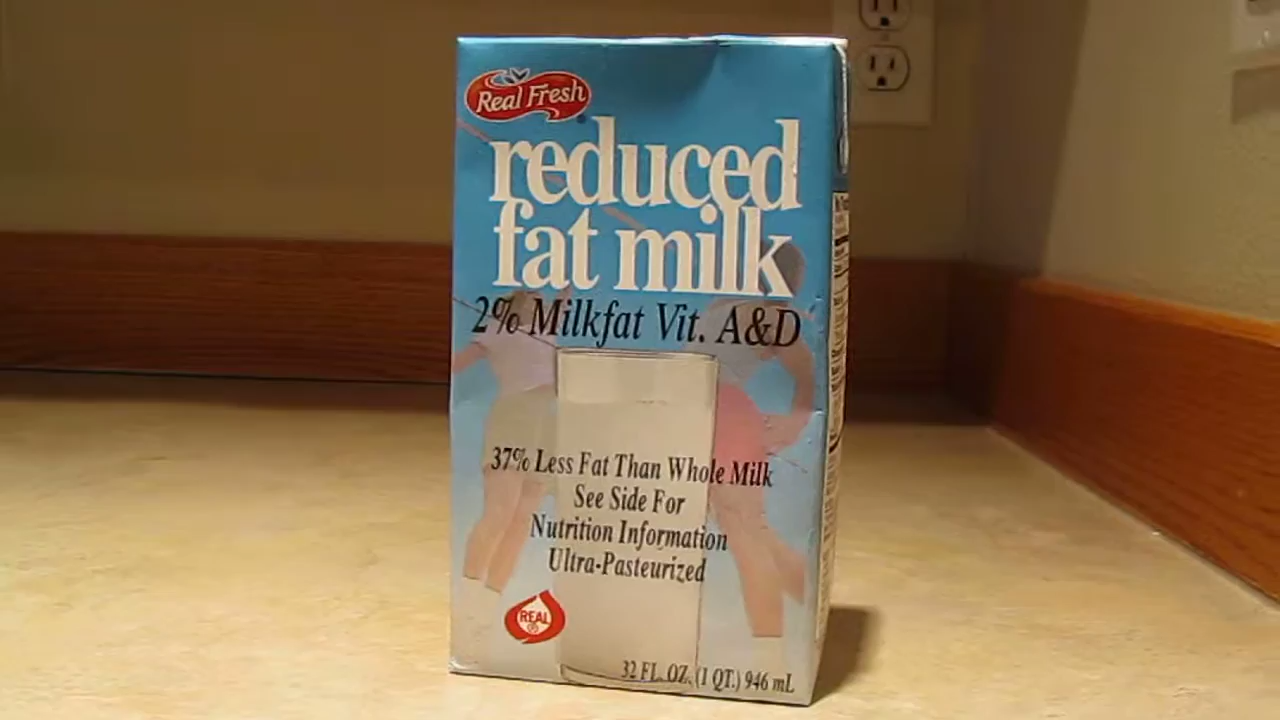 Real Fresh
reduced
fat milk
2% Milkfat Vit. A&D
37% Less Fat Than Whole Milk
See Side For
Nutrition Information
Ultra-Pasteurized
REAL
®
32 FL. OZ. (1 QT.) 946 mL